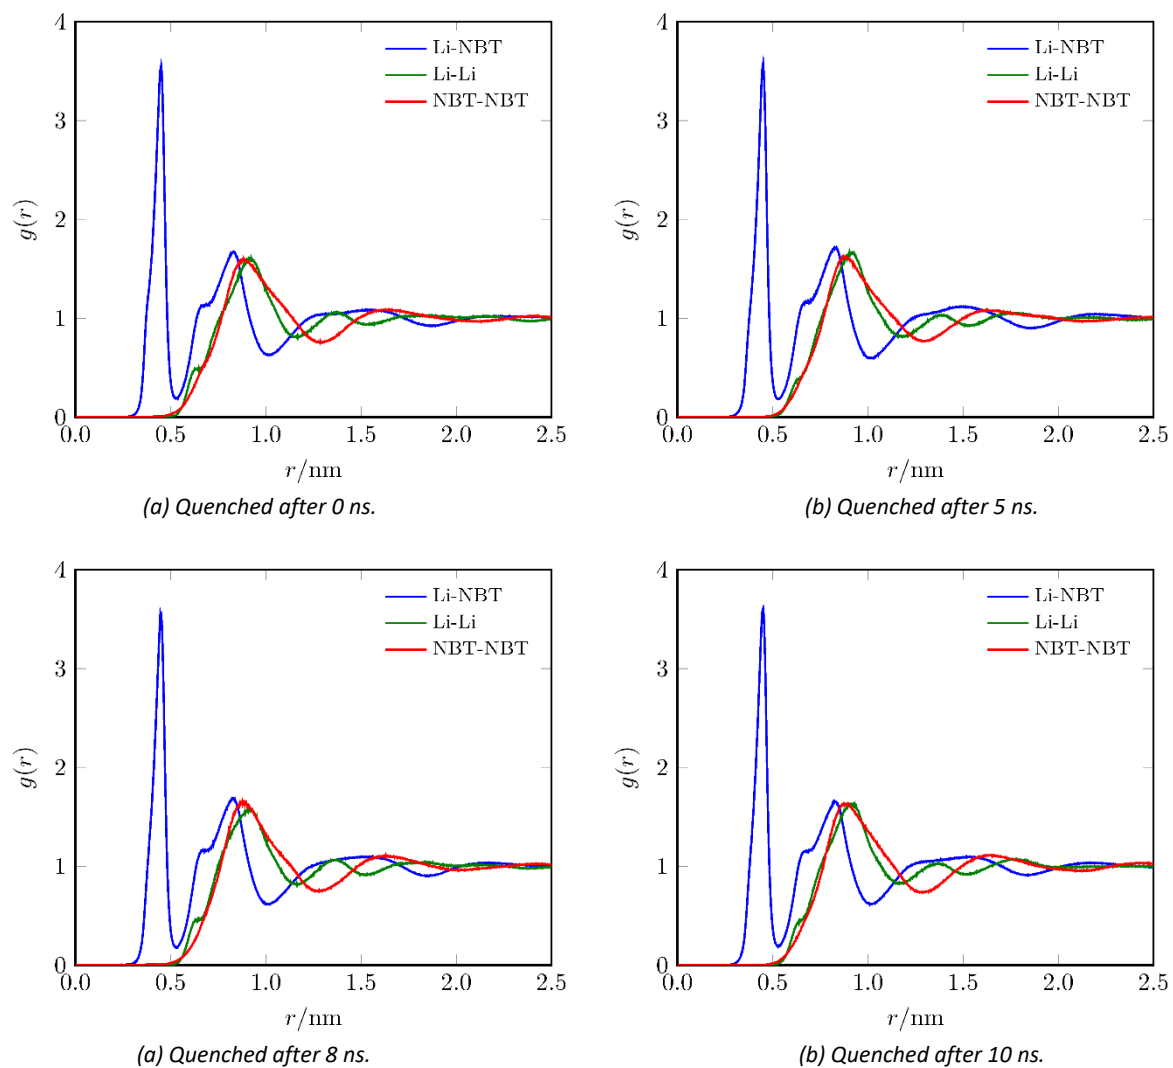 4
3
2
1
0
g(r)
Li-NBT
Li-Li
NBT-NBT
0.0 0.5 1.0 1.5 2.0 2.5
r/nm
(a) Quenched after 0 ns.
4
3
2
1
0
g(r)
Li-NBT
Li-Li
NBT-NBT
0.0 0.5 1.0 1.5 2.0 2.5
r/nm
(b) Quenched after 5 ns.
4
3
2
1
0
g(r)
Li-NBT
Li-Li
NBT-NBT
0.0 0.5 1.0 1.5 2.0 2.5
r/nm
(a) Quenched after 8 ns.
4
3
2
1
0
g(r)
Li-NBT
Li-Li
NBT-NBT
0.0 0.5 1.0 1.5 2.0 2.5
r/nm
(b) Quenched after 10 ns.